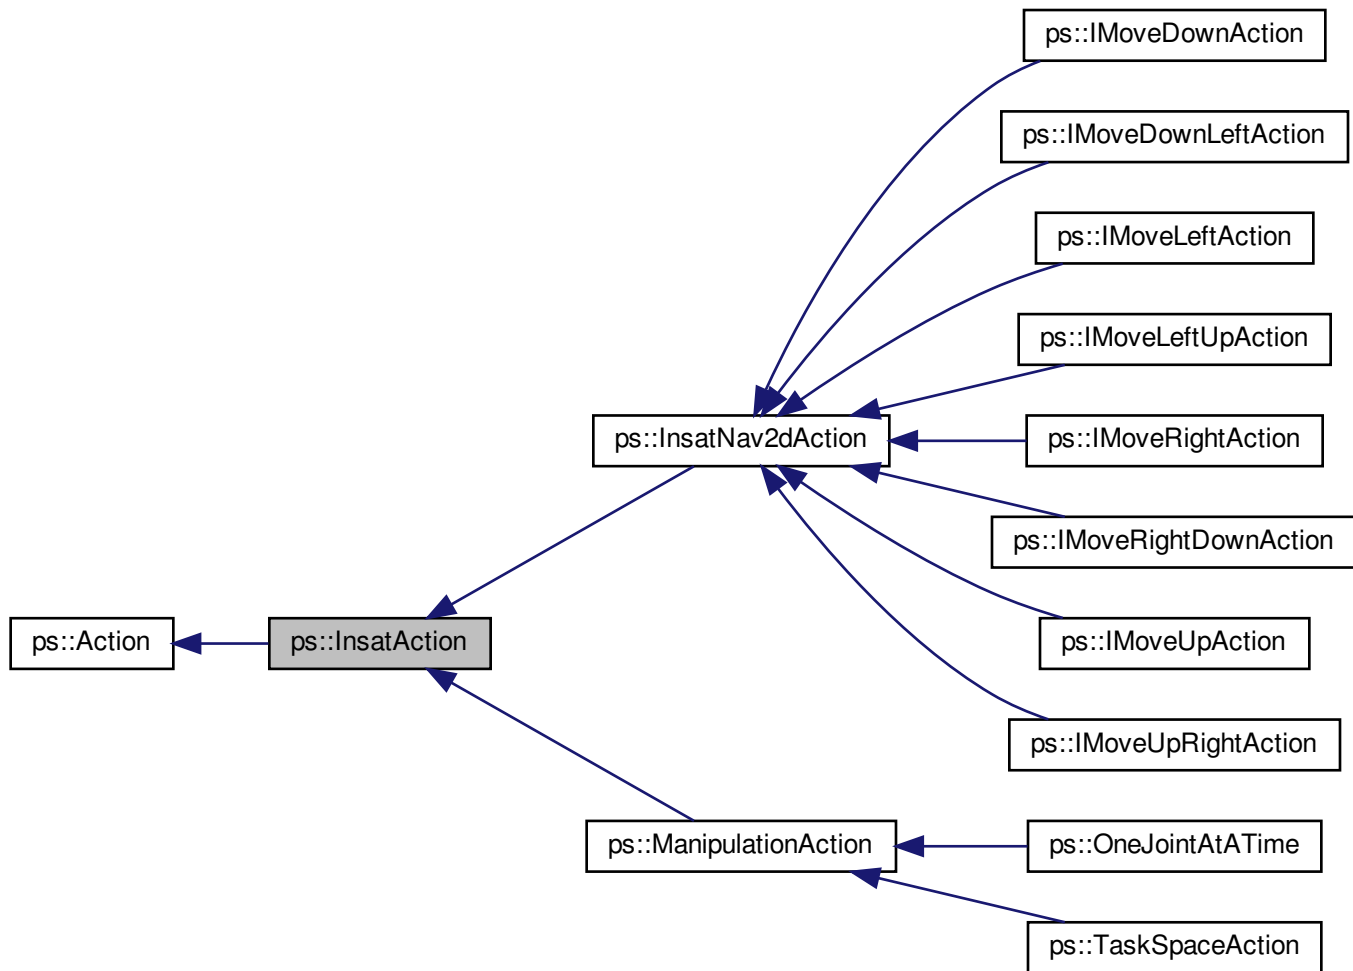 ps::IMoveDownAction
ps::IMoveDownLeftAction
ps::IMoveLeftAction
ps::IMoveLeftUpAction
ps::InsatNav2dAction
ps::IMoveRightAction
ps::IMoveRightDownAction
ps::Action
ps::InsatAction
ps::IMoveUpAction
ps::IMoveUpRightAction
ps::ManipulationAction
ps::OneJointAtATime
ps::TaskSpaceAction